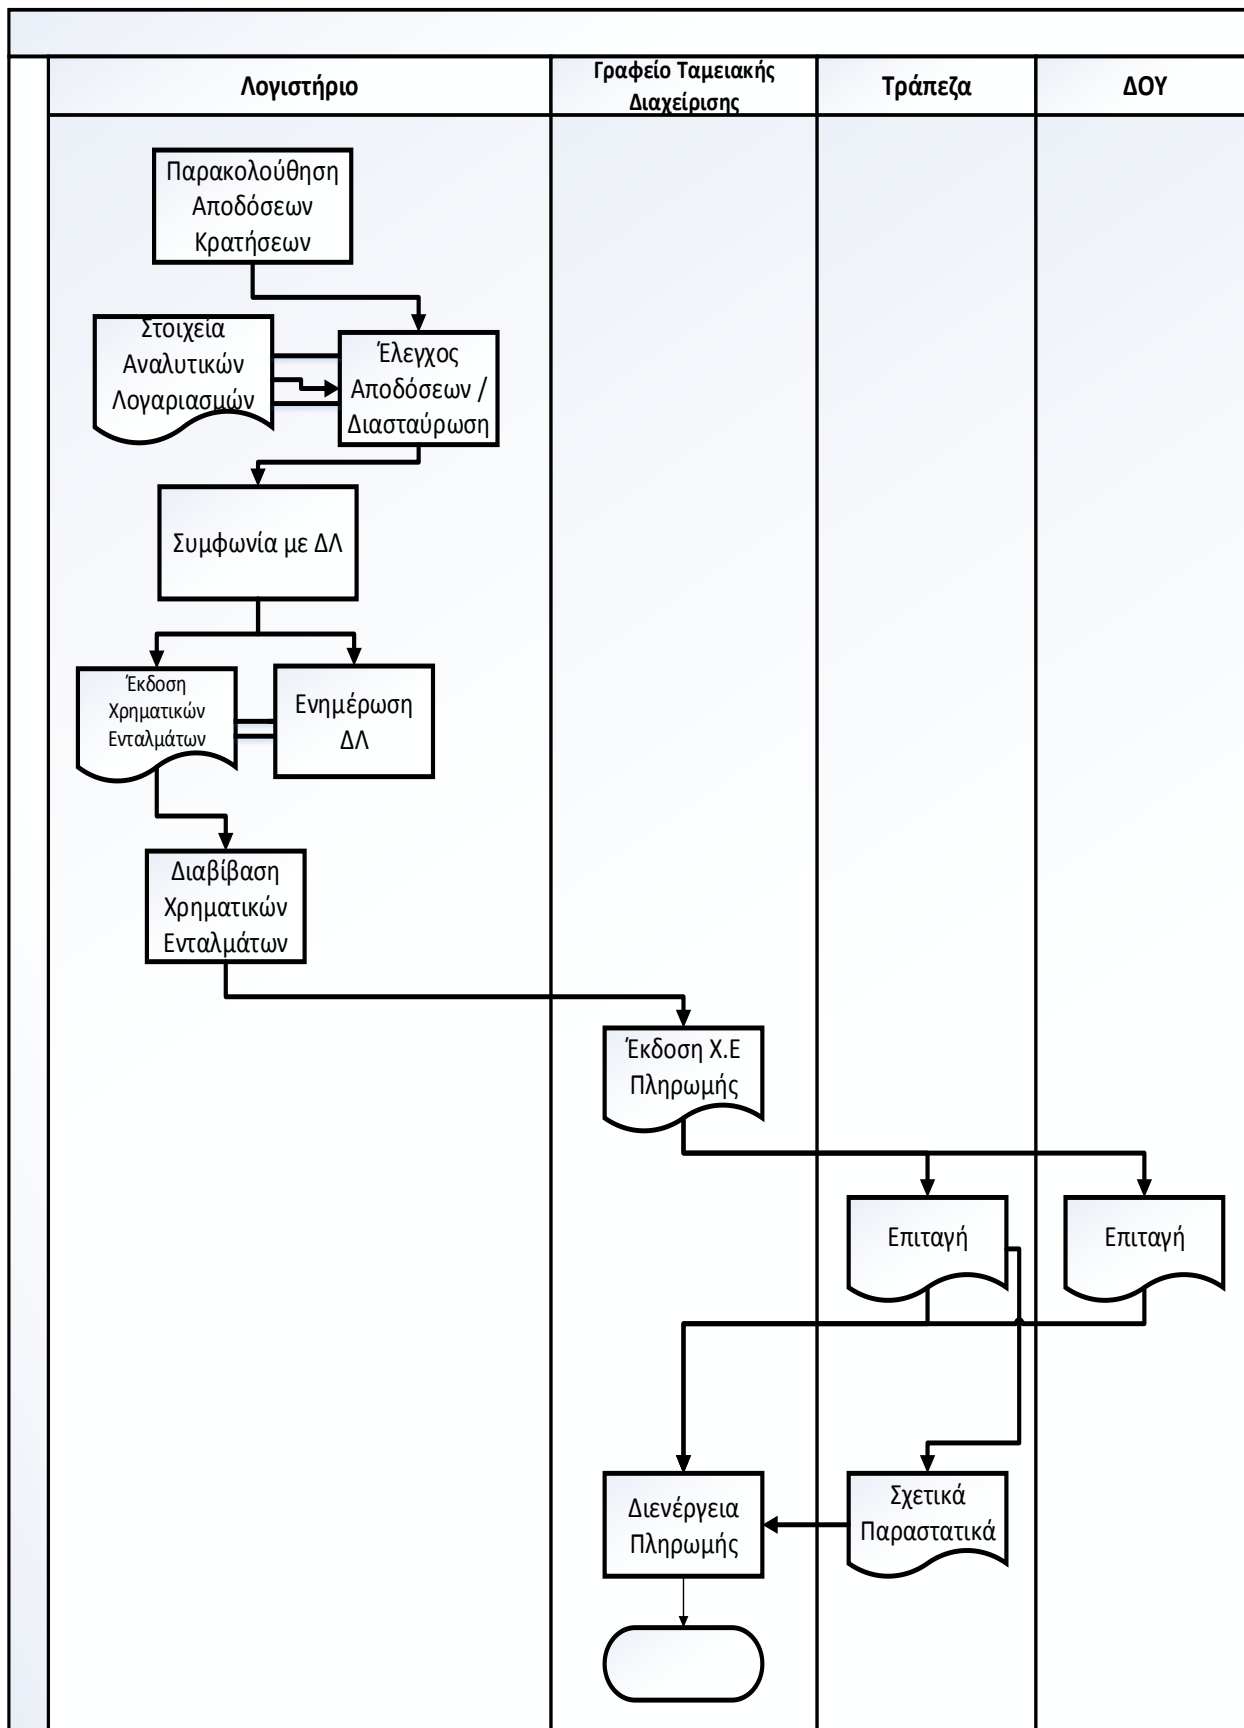 Λογιστήριο
Γραφείο Ταμειακής
Διαχείρισης
Τράπεζα
ΔΟΥ
Παρακολούθηση
Αποδόσεων
Κρατήσεων
Στοιχεία
Αναλυτικών
Λογαριασμών
Έλεγχος
Αποδόσεων /
Διασταύρωση
Συμφωνία με ΔΛ
Έκδοση
Χρηματικών
Ενταλμάτων
Ενημέρωση
ΔΛ
Διαβίβαση
Χρηματικών
Ενταλμάτων
Έκδοση Χ.Ε
Πληρωμής
Επιταγή
Επιταγή
Διενέργεια
Πληρωμής
Σχετικά
Παραστατικά